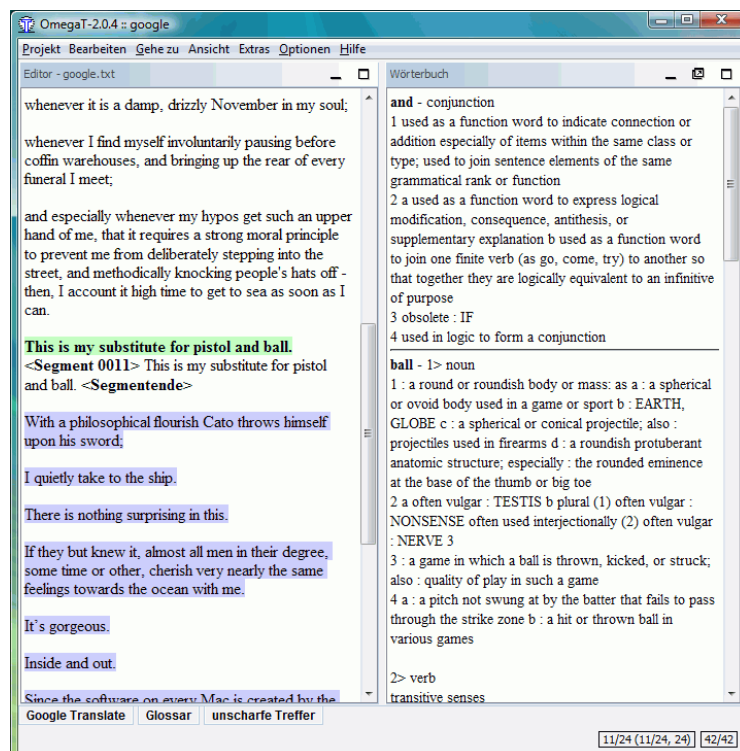 OmegaT-2.0.4 :: google
Projekt Bearbeiten Gehe zu Ansicht Extras Optionen Hilfe
Editor - google.txt
whenever it is a damp, drizzly November in my soul;
whenever I find myself involuntarily pausing before
coffin warehouses, and bringing up the rear of every
funeral I meet;
and especially whenever my hypos get such an upper
hand of me, that it requires a strong moral principle
to prevent me from deliberately stepping into the
street, and methodically knocking people's hats off -
then, I account it high time to get to sea as soon as I
can.
This is my substitute for pistol and ball.
<Segment 0011> This is my substitute for pistol
and ball. <Segmentende>
With a philosophical flourish Cato throws himself
upon his sword;
I quietly take to the ship.
There is nothing surprising in this.
If they but knew it, almost all men in their degree,
some time or other, cherish very nearly the same
feelings towards the ocean with me.
It's gorgeous.
Inside and out.
Since the software on every Mac is created by the
Wörterbuch
and - conjunction
1 used as a function word to indicate connection or
addition especially of items within the same class or
type; used to join sentence elements of the same
grammatical rank or function
2 a used as a function word to express logical
modification, consequence, antithesis, or
supplementary explanation b used as a function word
to join one finite verb (as go, come, try) to another so
that together they are logically equivalent to an infinitive
of purpose
3 obsolete : IF
4 used in logic to form a conjunction
ball - 1> noun
1 : a round or roundish body or mass: as a : a spherical
or ovoid body used in a game or sport b : EARTH,
GLOBE c : a spherical or conical projectile; also :
projectiles used in firearms d : a roundish protuberant
anatomic structure; especially : the rounded eminence
at the base of the thumb or big toe
2 a often vulgar : TESTIS b plural (1) often vulgar :
NONSENSE often used interjectionally (2) often vulgar
: NERVE 3
3 : a game in which a ball is thrown, kicked, or struck;
also : quality of play in such a game
4 a : a pitch not swung at by the batter that fails to pass
through the strike zone b : a hit or thrown ball in
various games
2> verb
transitive senses
Google Translate Glossar unscharfe Treffer
11/24 (11/24, 24) 42/42